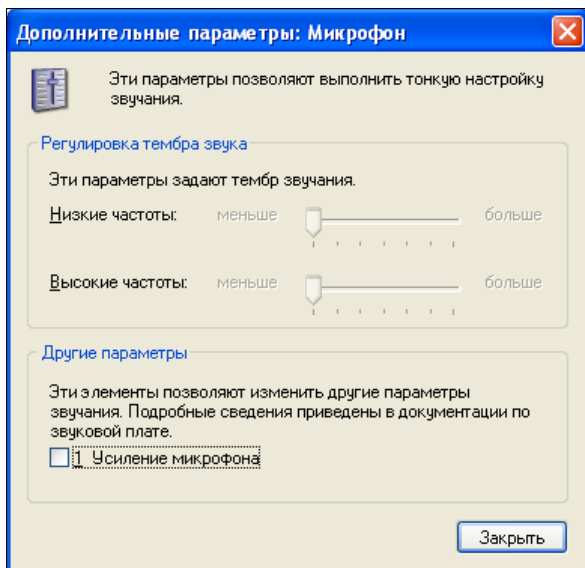 Дополнительные параметры: Микрофон
Эти параметры позволяют выполнить тонкую настройку
звучания.
Регулировка тембра звука
Эти параметры задают тембр звучания.
Низкие частоты: меньше больше
Высокие частоты: меньше больше
Другие параметры
Эти элементы позволяют изменить другие параметры
звучания. Подробные сведения приведены в документации по
звуковой плате.
1 Усиление микрофона
Закрыть